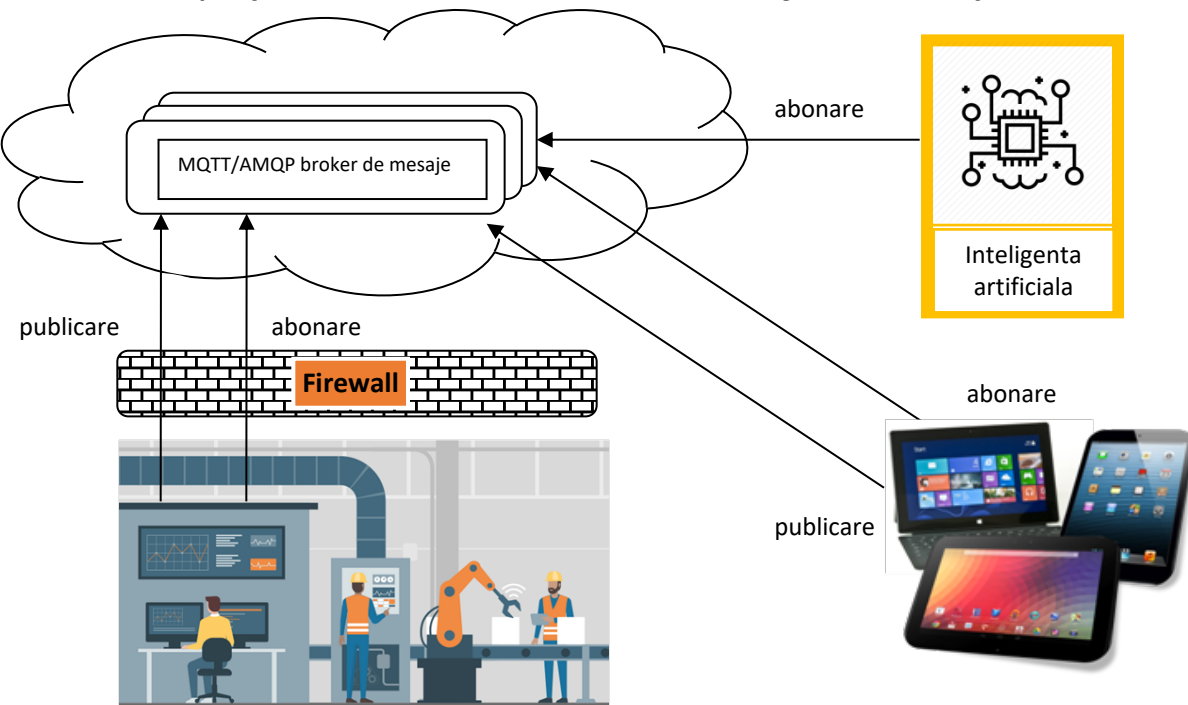 abonare
MQTT/AMQP broker de mesaje
Inteligenta
artificiala
publicare
abonare
Firewall
abonare
publicare